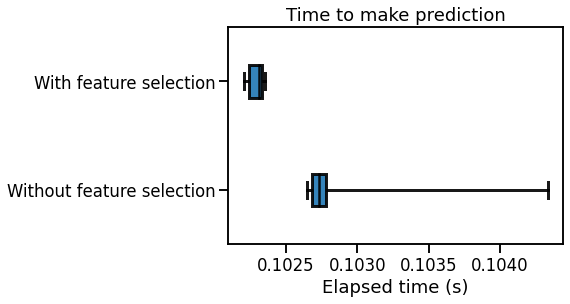 Time to make prediction
With feature selection
Without feature selection
0.1025 0.1030 0.1035 0.1040
Elapsed time (s)